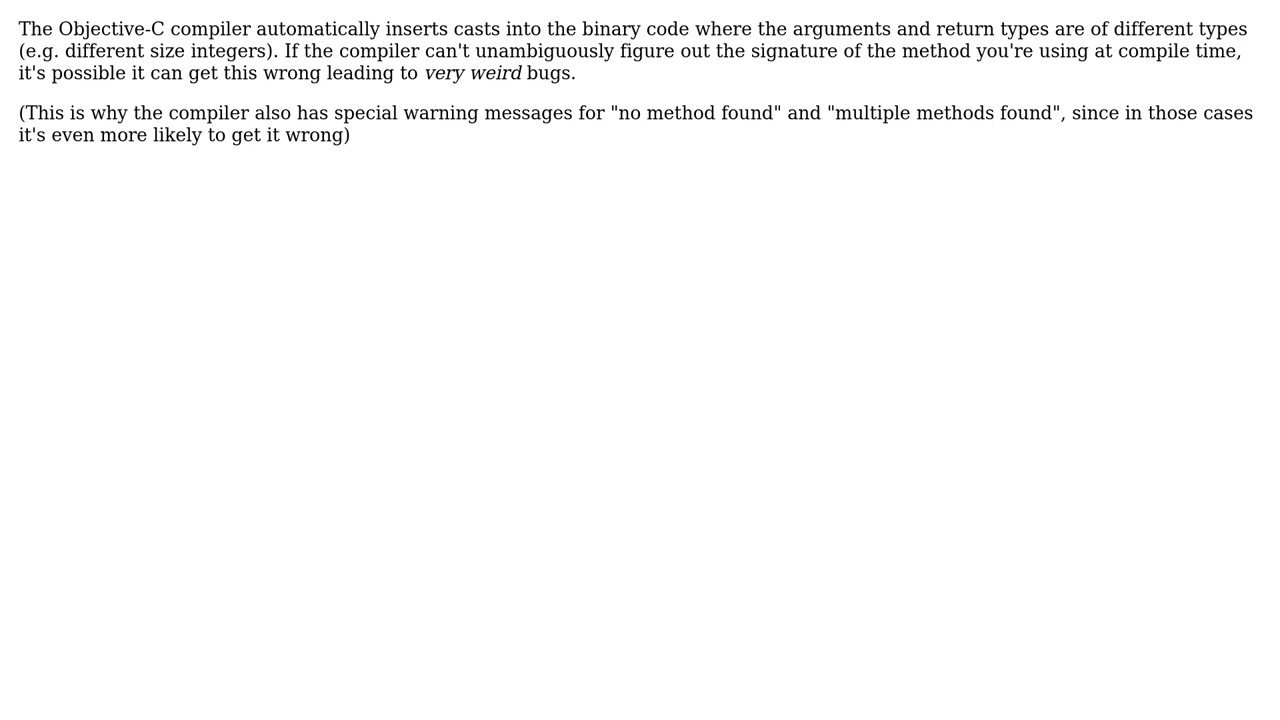 The Objective-C compiler automatically inserts casts into the binary code where the arguments and return types are of different types
(e.g. different size integers). If the compiler can't unambiguously figure out the signature of the method you're using at compile time,
it's possible it can get this wrong leading to very weird bugs.
(This is why the compiler also has special warning messages for "no method found" and "multiple methods found", since in those cases
it's even more likely to get it wrong)